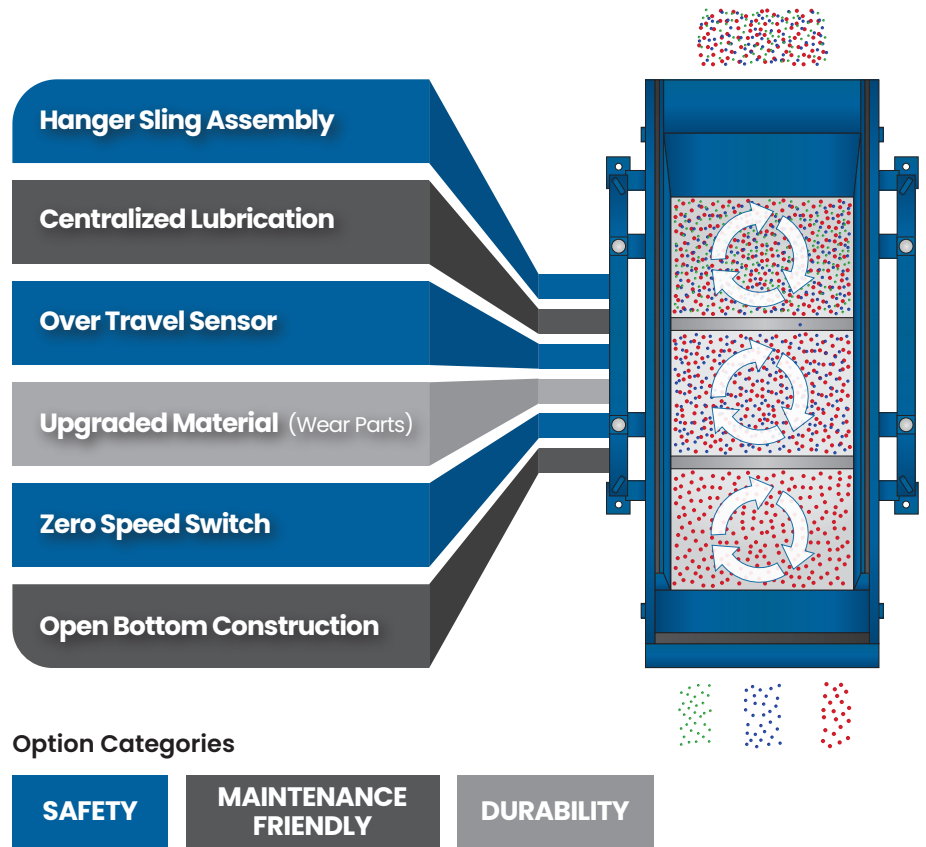 Hanger Sling Assembly
Centralized Lubrication
Over Travel Sensor
Upgraded Material (Wear Parts)
Zero Speed Switch
Open Bottom Construction
Option Categories
SAFETY
MAINTENANCE
FRIENDLY
DURABILITY